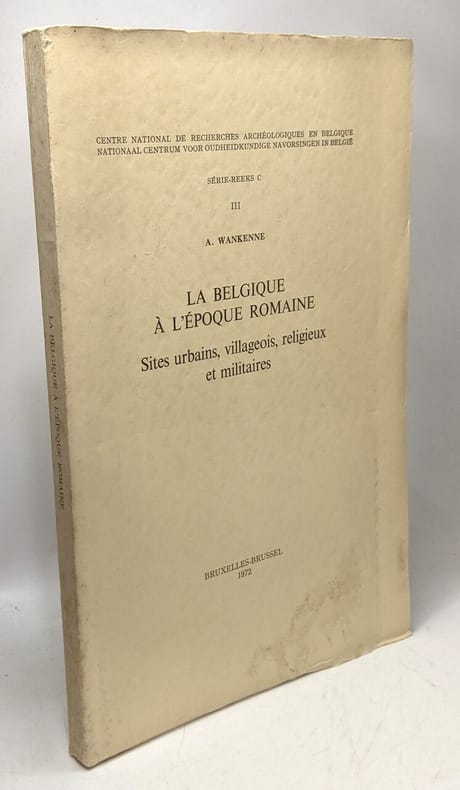 CENTRE NATIONAL DE RECHERCHES ARCHÉOLOGIQUES EN BELGIQUE
NATIONAAL CENTRUM VOOR OUDHEIDKUNDIGE NAVORSINGEN IN BELGIË
SÉRIE-REEKS C
III
A. WANKENNE
LA BELGIQUE
À L'ÉPOQUE ROMAINE
Sites urbains, villageois, religieux
et militaires
BRUXELLES-BRUSSEL
1972
LA BELGIQUE À L'ÉPOQUE ROMAINE